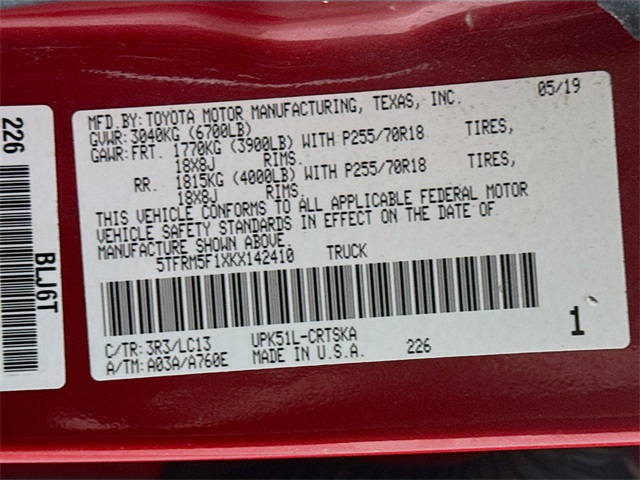 MFD.BY:TOYOTA MOTOR MANUFACTURING, TEXAS, INC. 05/19
GVWR:3040KG (6700LB)
GAWR:FRT. 1770KG (3900LB) WITH P255/70R18 TIRES,
18X8J RIMS.
RR. 1815KG (4000LB) WITH P255/70R18 TIRES,
18X8J RIMS.
THIS VEHICLE CONFORMS TO ALL APPLICABLE FEDERAL MOTOR
VEHICLE SAFETY STANDARDS IN EFFECT ON THE DATE OF
MANUFACTURE SHOWN ABOVE.
5TFRM5F1XKX142410 TRUCK
C/TR:3R3/LC13 UPK51L-CRTSKA
A/TM:A03A/A760E MADE IN U.S.A. 226
1
226
BLJ6T